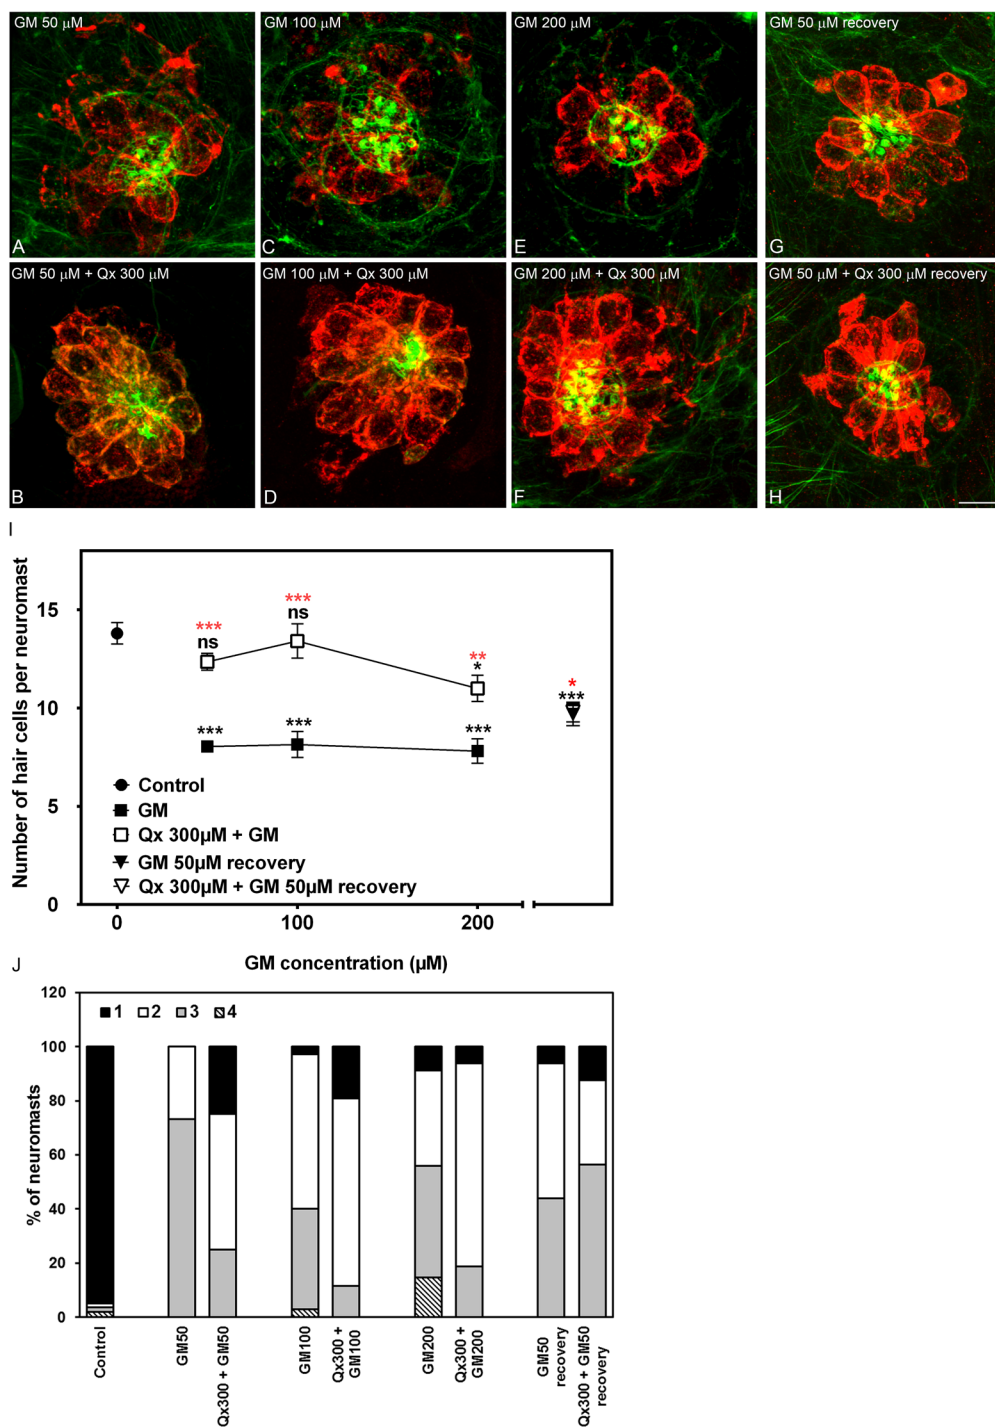 GM 50 µM
GM 100 µM
GM 200 µM
GM 50 µM recovery
A
C
E
G
GM 50 µM + Qx 300 µM
GM 100 µM + Qx 300 µM
GM 200 µM + Qx 300 µM
GM 50 µM + Qx 300 µM recovery
B
D
F
H
I
Number of hair cells per neuromast
15
10
5
0
***
ns
***
ns
**
*
*
***
***
***
***
Control
GM
Qx 300µM + GM
GM 50µM recovery
Qx 300µM + GM 50µM recovery
0
100
200
GM concentration (µM)
J
% of neuromasts
120
100
80
60
40
20
0
1 2 3 4
Control
GM50
Qx300 + GM50
GM100
Qx300 +
GM100
GM200
Qx300 +
GM200
GM50
recovery
Qx300 + GM50
recovery